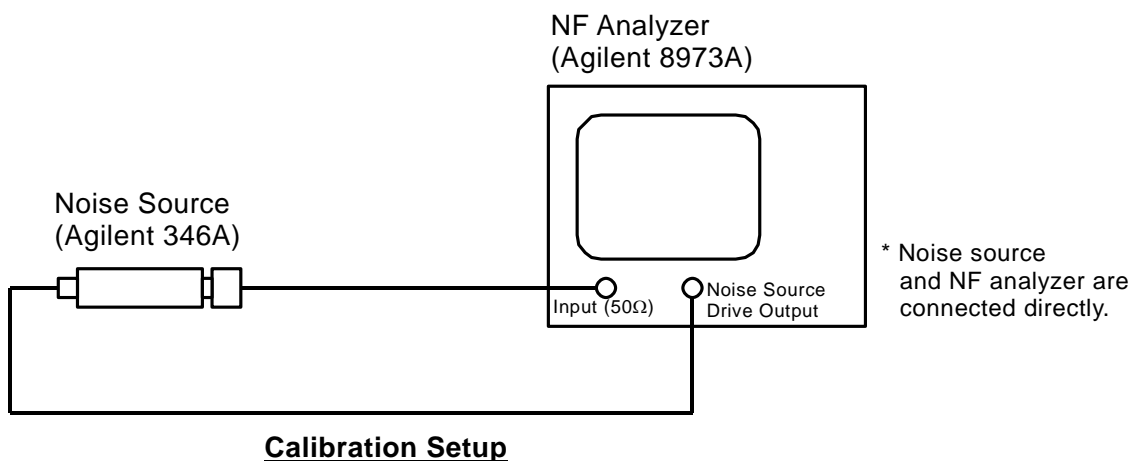 NF Analyzer
(Agilent 8973A)
Noise Source
(Agilent 346A)
Input (50Ω)
Noise Source
Drive Output
* Noise source
and NF analyzer are
connected directly.
Calibration Setup